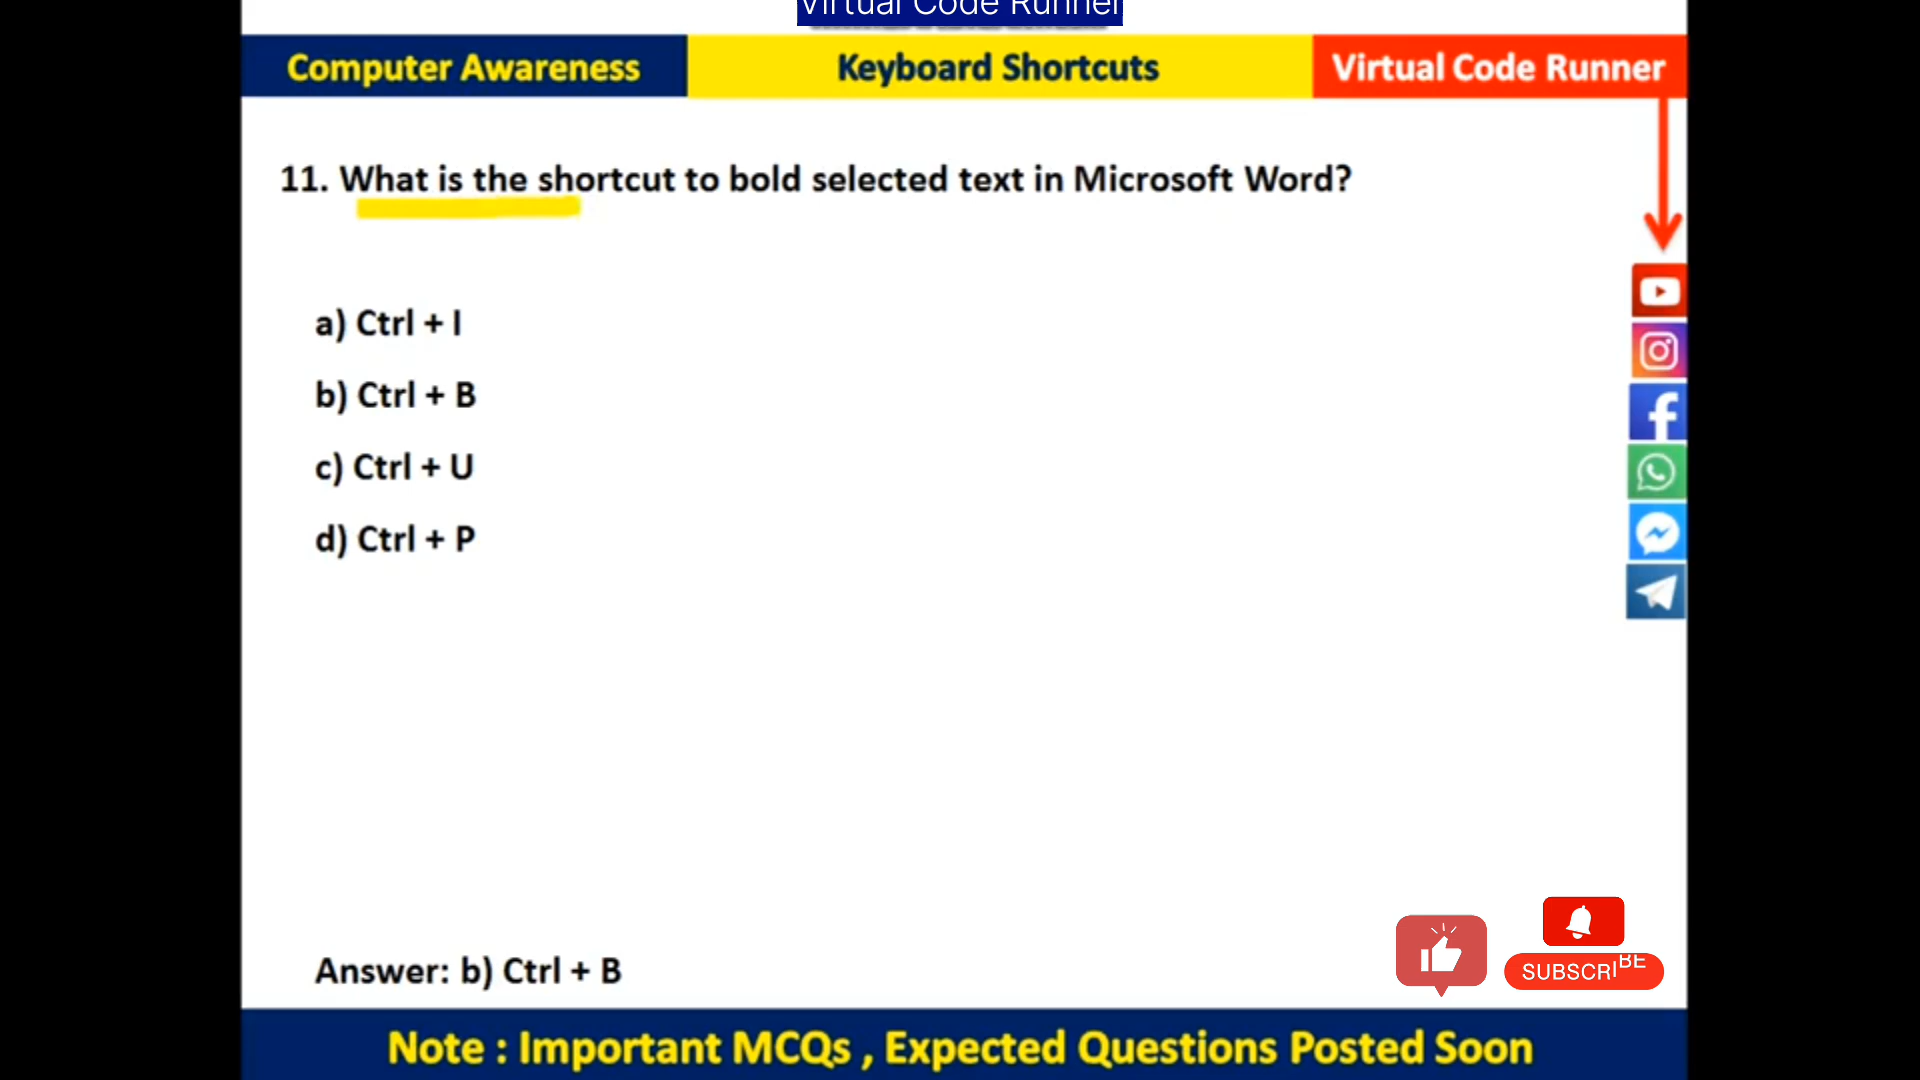 Virtual Code Runner
Computer Awareness Keyboard Shortcuts Virtual Code Runner
11. What is the shortcut to bold selected text in Microsoft Word?
a) Ctrl + I
b) Ctrl + B
c) Ctrl + U
d) Ctrl + P
Answer: b) Ctrl + B
SUBSCRIBE
Note : Important MCQs , Expected Questions Posted Soon